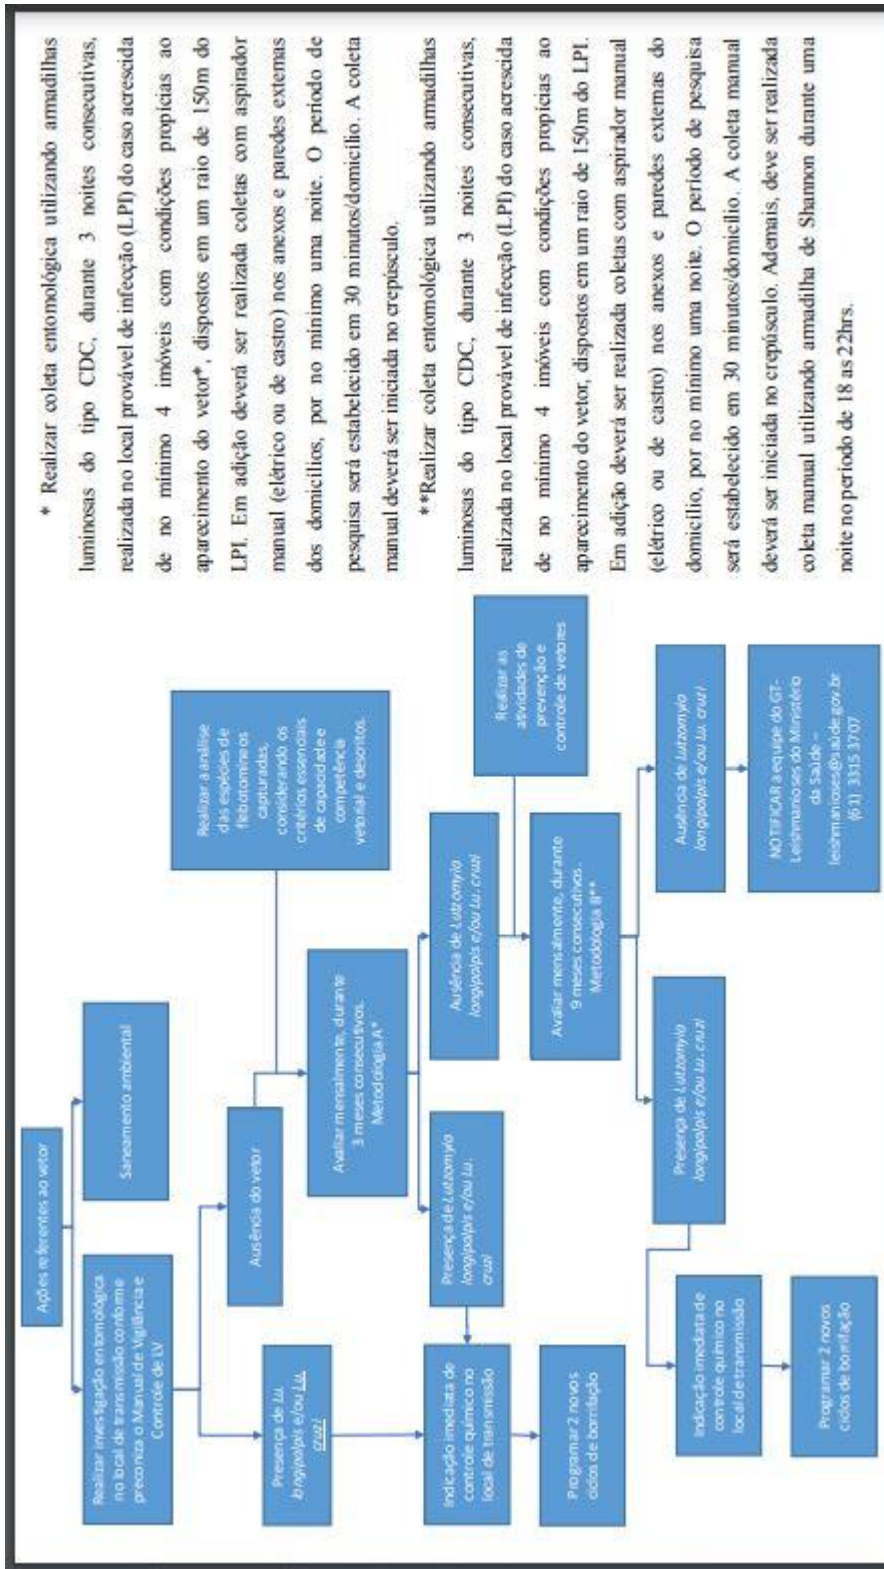 Ações referentes ao vetor
Realizar investigação entomológica
no local de transmissão conforme
preconiza o Manual de Vigilância e
Controle de LV
Saneamento ambiental
Presença de Lu.
longipalpis e/ou Lu.
cruzi
Ausência do vetor
Realizar a análise
das espécies de
flebotomíneos
capturadas,
considerando os
critérios essenciais
de capacidade e
competência
vetorial e descritos.
Avaliar mensalmente, durante
3 meses consecutivos.
Metodologia A*
Indicação imediata de
controle químico no
local de transmissão
Presença de Lutzomyia
longipalpis e/ou Lu.
cruzi
Ausência de Lutzomyia
longipalpis e/ou Lu. cruzi
Realizar as
atividades de
prevenção e
controle de vetores
Programar 2 novos
ciclos de borrifação
Avaliar mensalmente, durante
9 meses consecutivos.
Metodologia B**
Indicação imediata de
controle químico no
local de transmissão
Presença de Lutzomyia
longipalpis e/ou Lu. cruzi
Ausência de Lutzomyia
longipalpis e/ou Lu. cruzi
Programar 2 novos
ciclos de borrifação
NOTIFICAR a equipe do GT-
Leishmanioses do Ministério
da Saúde –
leishmanioses@saúde.gov.br
(61) 3315 3707
* Realizar coleta entomológica utilizando armadilhas
luminosas do tipo CDC, durante 3 noites consecutivas,
realizada no local provável de infecção (LPI) do caso acrescida
de no mínimo 4 imóveis com condições propícias ao
aparecimento do vetor*, dispostos em um raio de 150m do
LPI. Em adição deverá ser realizada coletas com aspirador
manual (elétrico ou de castro) nos anexos e paredes externas
dos domicílios, por no mínimo uma noite. O período de
pesquisa será estabelecido em 30 minutos/domicílio. A coleta
manual deverá ser iniciada no crepúsculo.
**Realizar coleta entomológica utilizando armadilhas
luminosas do tipo CDC, durante 3 noites consecutivas,
realizada no local provável de infecção (LPI) do caso acrescida
de no mínimo 4 imóveis com condições propícias ao
aparecimento do vetor, dispostos em um raio de 150m do LPI.
Em adição deverá ser realizada coletas com aspirador manual
(elétrico ou de castro) nos anexos e paredes externas do
domicílio, por no mínimo uma noite. O período de pesquisa
será estabelecido em 30 minutos/domicílio. A coleta manual
deverá ser iniciada no crepúsculo. Ademais, deve ser realizada
coleta manual utilizando armadilha de Shannon durante uma
noite no período de 18 as 22hrs.